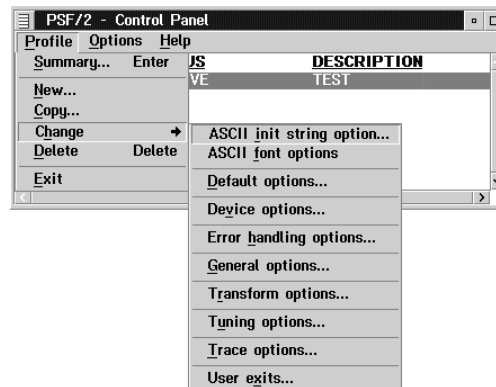 PSF/2 - Control Panel
Profile Options Help
Summary... Enter
US DESCRIPTION
VE TEST
New...
Copy...
Change
Delete Delete
Exit
ASCII init string option...
ASCII font options
Default options...
Device options...
Error handling options...
General options...
Transform options...
Tuning options...
Trace options...
User exits...